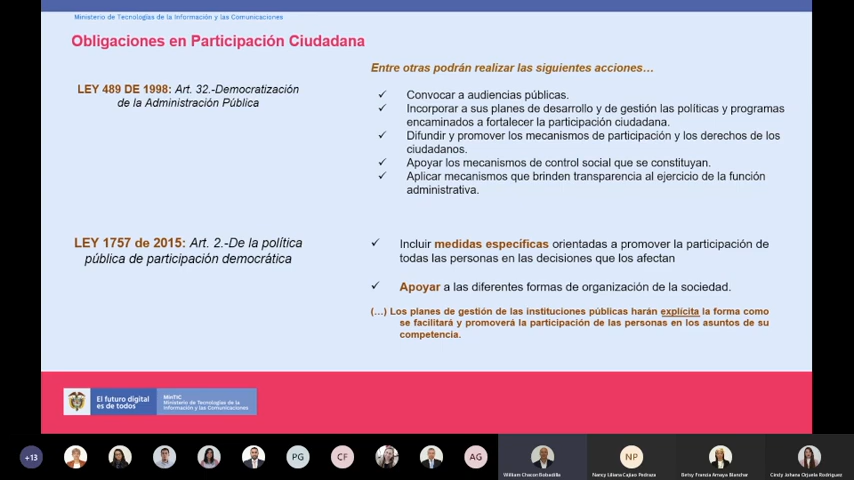 Ministerio de Tecnologías de la Información y las Comunicaciones
Obligaciones en Participación Ciudadana
Entre otras podrán realizar las siguientes acciones…
LEY 489 DE 1998: Art. 32.-Democratización
de la Administración Pública
✓ Convocar a audiencias públicas.
✓ Incorporar a sus planes de desarrollo y de gestión las políticas y programas
encaminados a fortalecer la participación ciudadana.
✓ Difundir y promover los mecanismos de participación y los derechos de los
ciudadanos.
✓ Apoyar los mecanismos de control social que se constituyan.
✓ Aplicar mecanismos que brinden transparencia al ejercicio de la función
administrativa.
LEY 1757 de 2015: Art. 2.-De la política
pública de participación democrática
✓ Incluir medidas específicas orientadas a promover la participación de
todas las personas en las decisiones que los afectan
✓ Apoyar a las diferentes formas de organización de la sociedad.
(…) Los planes de gestión de las instituciones públicas harán explícita la forma como
se facilitará y promoverá la participación de las personas en los asuntos de su
competencia.
El futuro digital
es de todos
MinTIC
Ministerio de Tecnologías de la
Información y las Comunicaciones
+13
PG
CF
AG
NP
William Chacon Bobadilla
Nancy Liliana Cajiao Pedraza
Betsy Francia Amaya Blanchar
Cindy Johana Orjuela Rodriguez